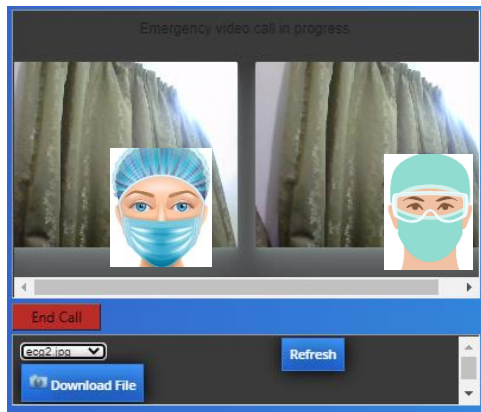 Emergency video call in progress
End Call
ecg2.jpg
Refresh
Download File